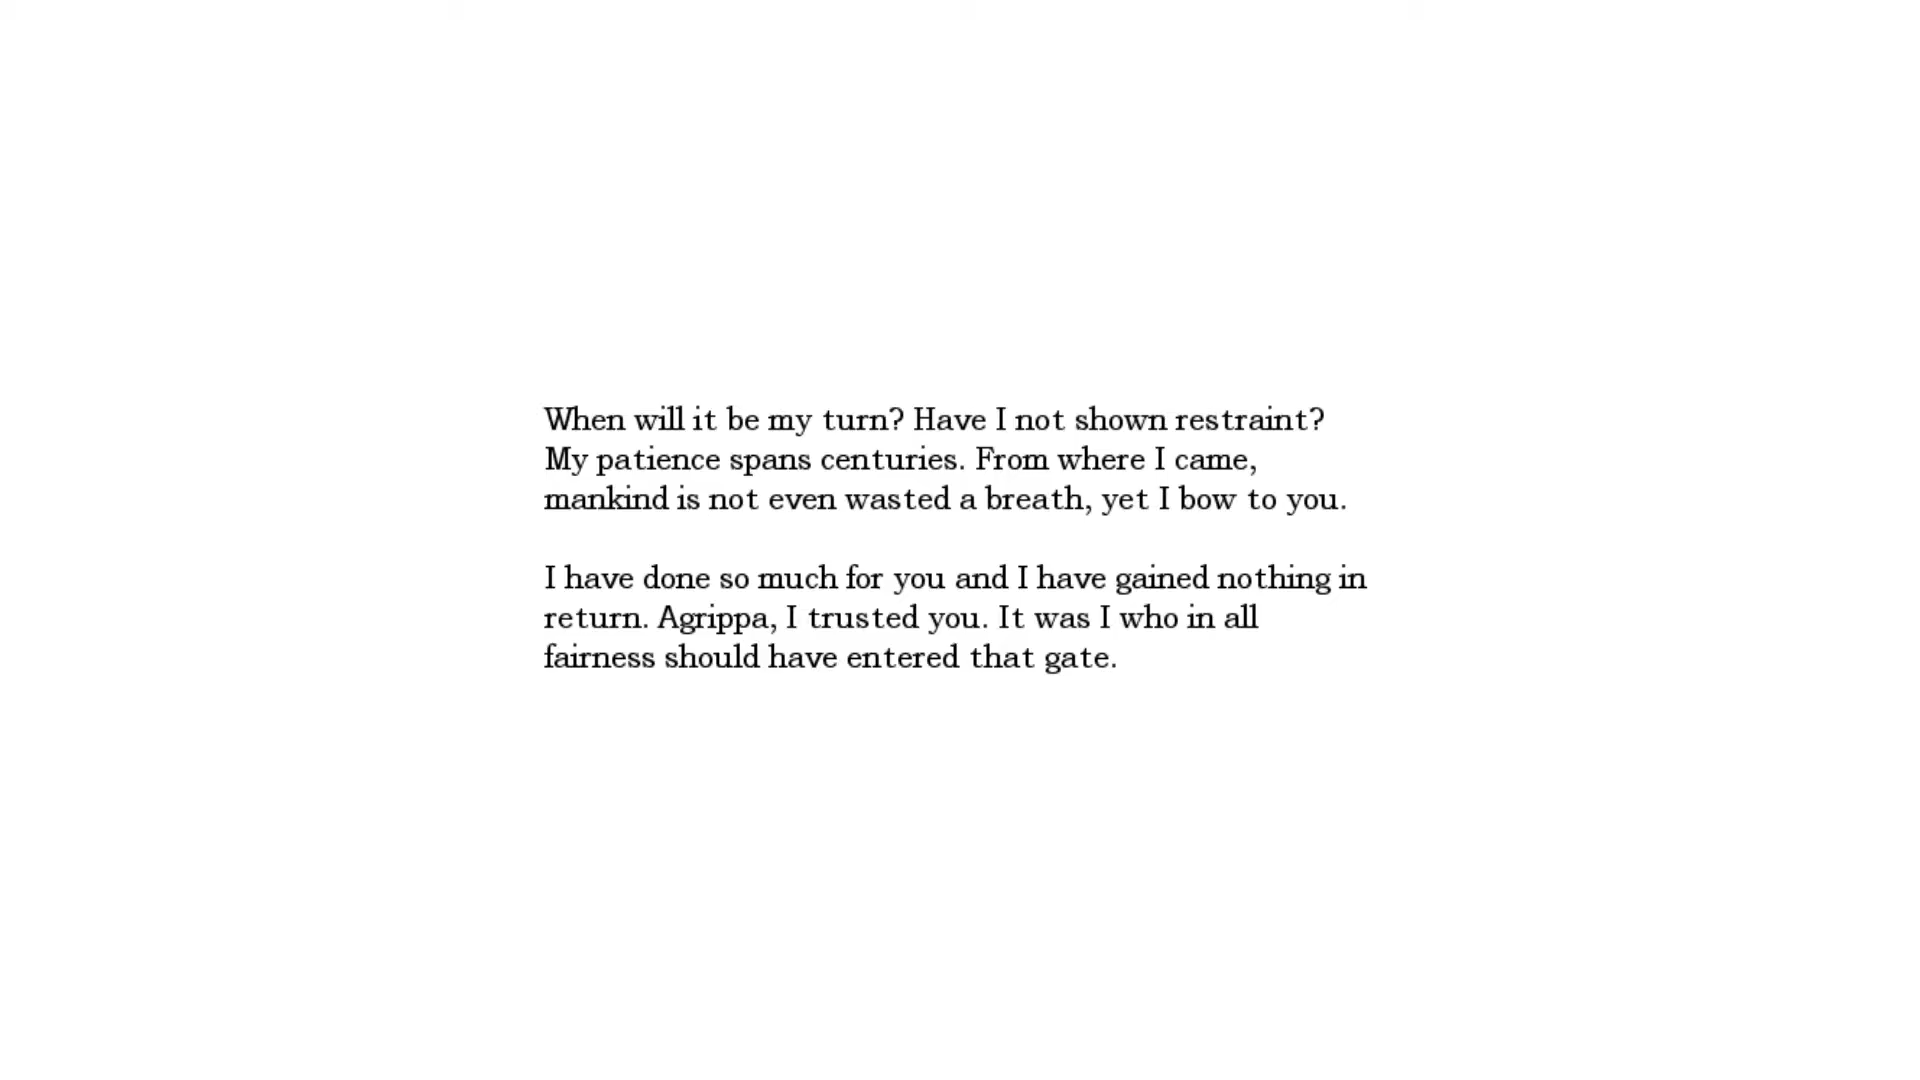 When will it be my turn? Have I not shown restraint?
My patience spans centuries. From where I came,
mankind is not even wasted a breath, yet I bow to you.
I have done so much for you and I have gained nothing in
return. Agrippa, I trusted you. It was I who in all
fairness should have entered that gate.